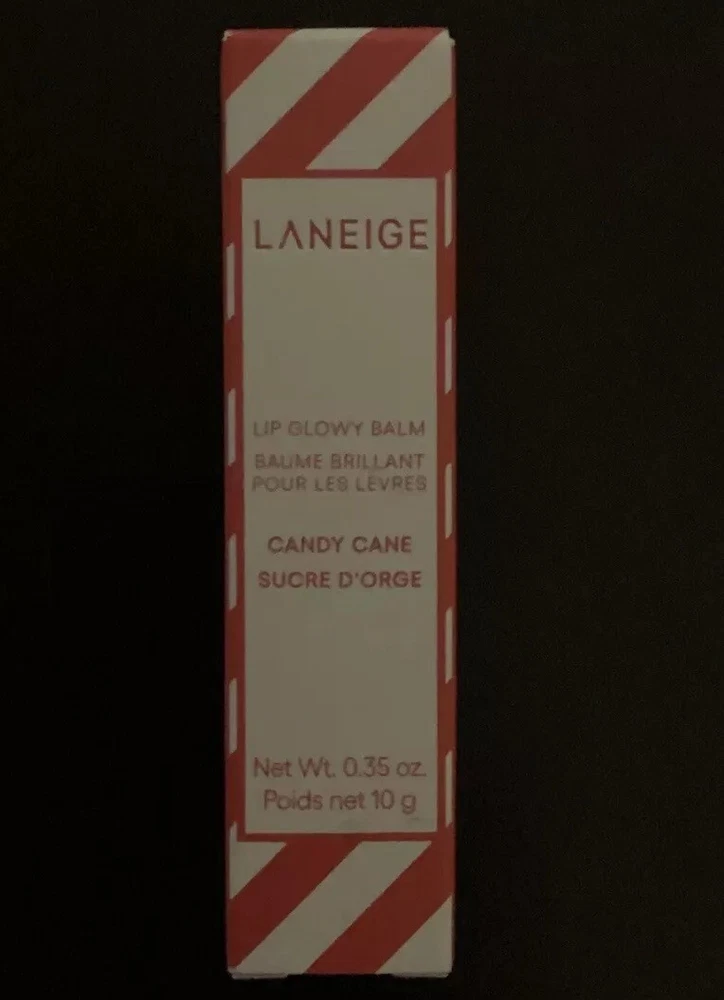 LANEIGE
LIP GLOWY BALM
BAUME BRILLANT
POUR LES LÈVRES
CANDY CANE
SUCRE D'ORGE
Net Wt. 0.35 oz.
Poids net 10 g